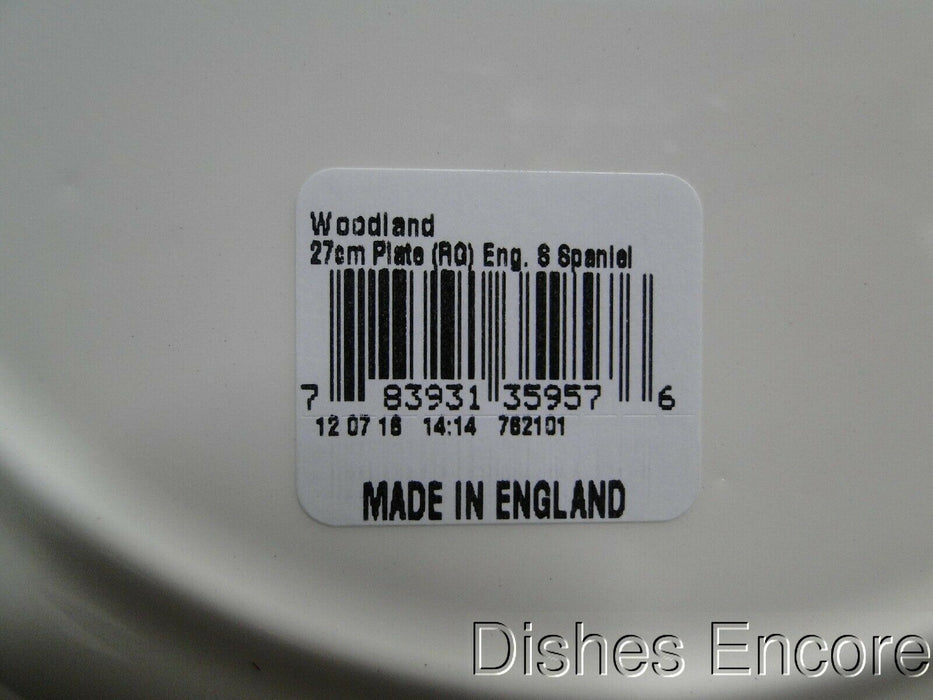 Woodland
27cm Plate (RG) Eng. S Spaniel
7 83931 35957 6
12 07 16 14:14 762101
MADE IN ENGLAND
Dishes Encore